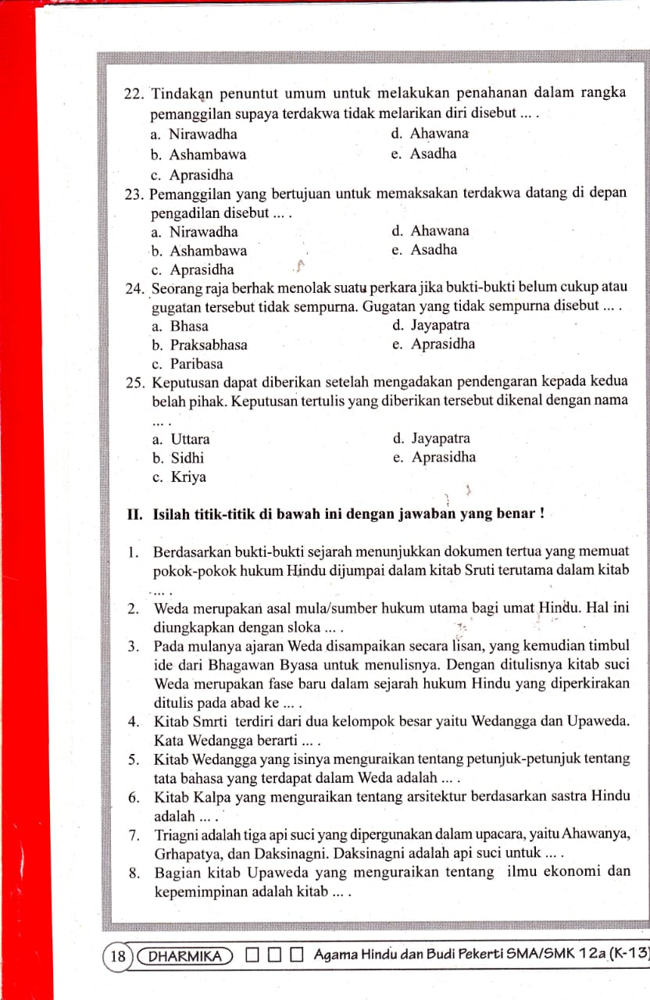 22. Tindakan penuntut umum untuk melakukan penahanan dalam rangka
pemanggilan supaya terdakwa tidak melarikan diri disebut ... .
a. Nirawadha d. Ahawana
b. Ashambawa e. Asadha
c. Aprasidha
23. Pemanggilan yang bertujuan untuk memaksakan terdakwa datang di depan
pengadilan disebut ... .
a. Nirawadha d. Ahawana
b. Ashambawa e. Asadha
c. Aprasidha
24. Seorang raja berhak menolak suatu perkara jika bukti-bukti belum cukup atau
gugatan tersebut tidak sempurna. Gugatan yang tidak sempurna disebut ... .
a. Bhasa d. Jayapatra
b. Praksabhasa e. Aprasidha
c. Paribasa
25. Keputusan dapat diberikan setelah mengadakan pendengaran kepada kedua
belah pihak. Keputusan tertulis yang diberikan tersebut dikenal dengan nama
... .
a. Uttara d. Jayapatra
b. Sidhi e. Aprasidha
c. Kriya
II. Isilah titik-titik di bawah ini dengan jawaban yang benar !
1. Berdasarkan bukti-bukti sejarah menunjukkan dokumen tertua yang memuat
pokok-pokok hukum Hindu dijumpai dalam kitab Sruti terutama dalam kitab
... .
2. Weda merupakan asal mula/sumber hukum utama bagi umat Hindu. Hal ini
diungkapkan dengan sloka ... .
3. Pada mulanya ajaran Weda disampaikan secara lisan, yang kemudian timbul
ide dari Bhagawan Byasa untuk menulisnya. Dengan ditulisnya kitab suci
Weda merupakan fase baru dalam sejarah hukum Hindu yang diperkirakan
ditulis pada abad ke ... .
4. Kitab Smrti terdiri dari dua kelompok besar yaitu Wedangga dan Upaweda.
Kata Wedangga berarti ... .
5. Kitab Wedangga yang isinya menguraikan tentang petunjuk-petunjuk tentang
tata bahasa yang terdapat dalam Weda adalah ... .
6. Kitab Kalpa yang menguraikan tentang arsitektur berdasarkan sastra Hindu
adalah ... .
7. Triagni adalah tiga api suci yang dipergunakan dalam upacara, yaitu Ahawanya,
Grhapatya, dan Daksinagni. Daksinagni adalah api suci untuk ... .
8. Bagian kitab Upaweda yang menguraikan tentang ilmu ekonomi dan
kepemimpinan adalah kitab ... .
18 DHARMIKA Agama Hindu dan Budi Pekerti SMA/SMK 12a (K-13)